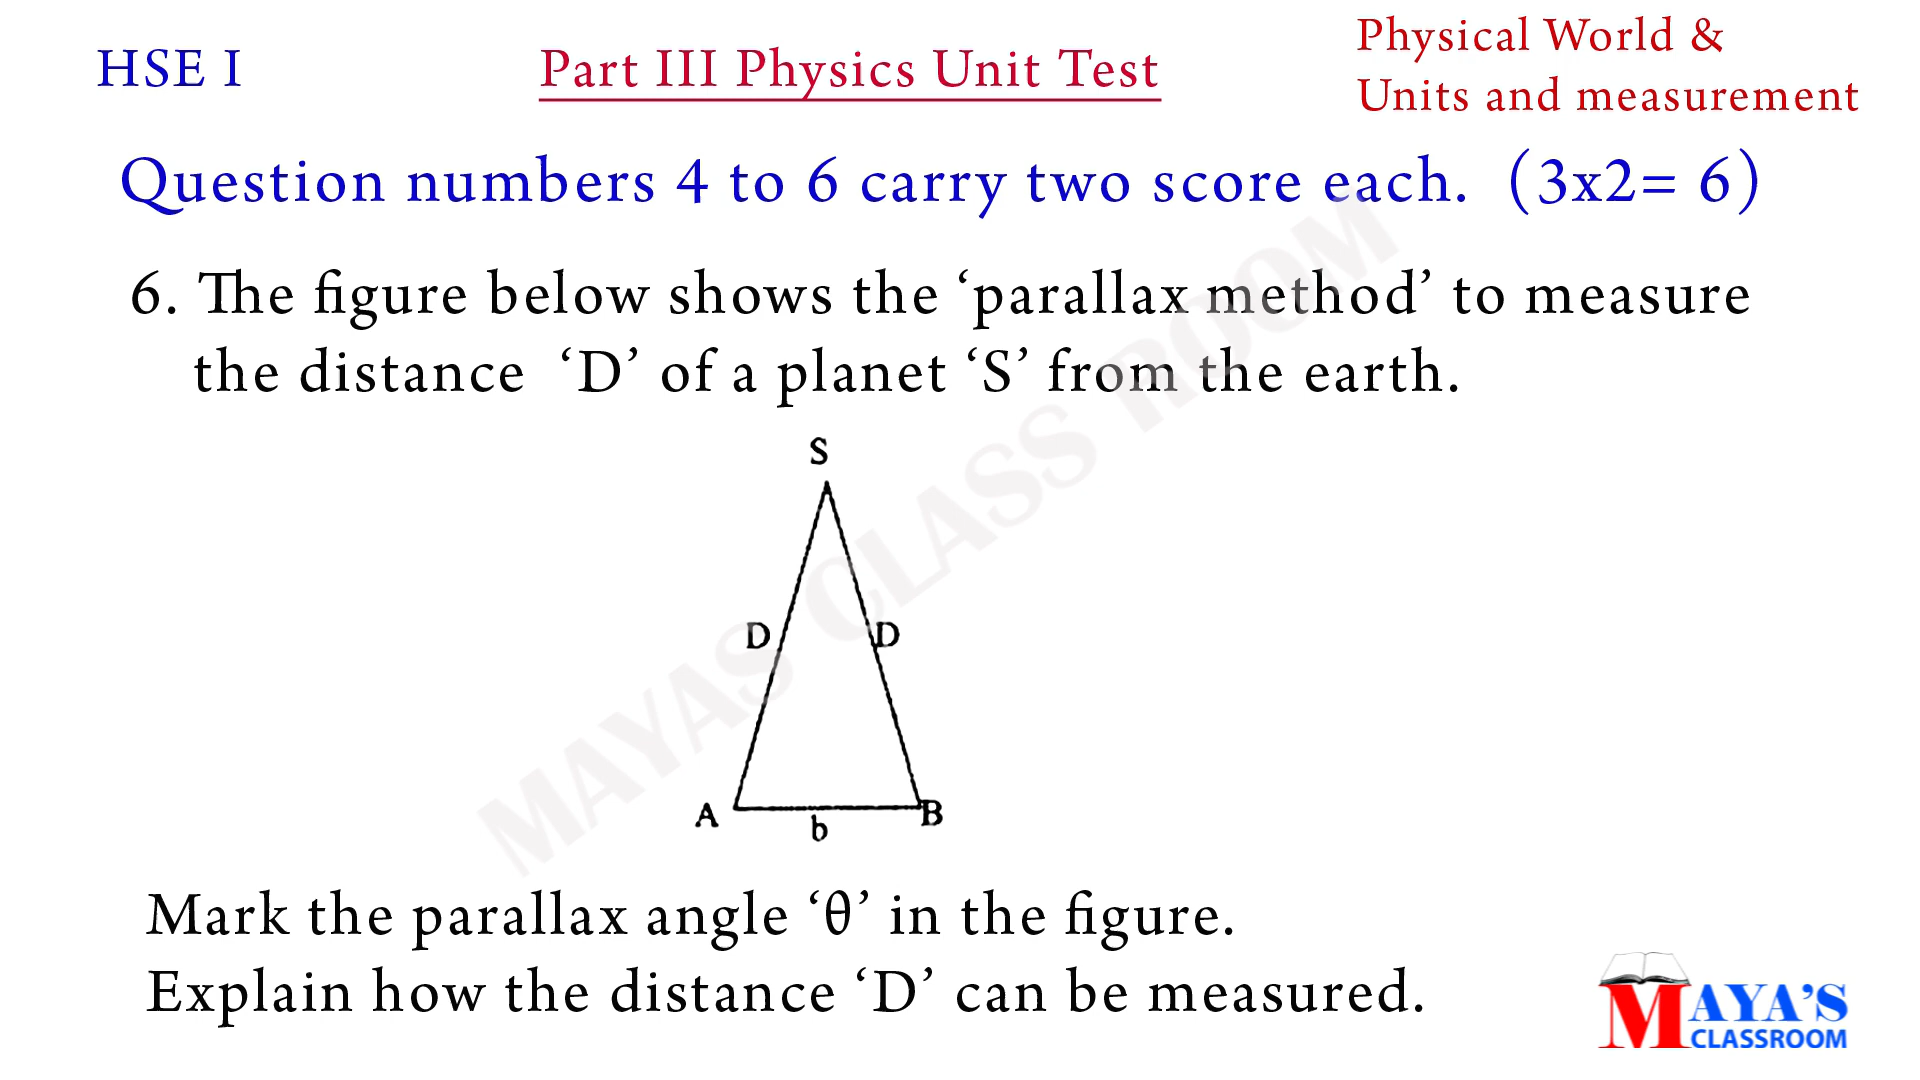 HSE I
Part III Physics Unit Test
Physical World &
Units and measurement
Question numbers 4 to 6 carry two score each. (3x2= 6)
6. The figure below shows the ‘parallax method’ to measure
the distance ‘D’ of a planet ‘S’ from the earth.
S
D D
A B
b
MAYAS CLASS ROOM
Mark the parallax angle ‘θ’ in the figure.
Explain how the distance ‘D’ can be measured.
MAYA’S
CLASSROOM